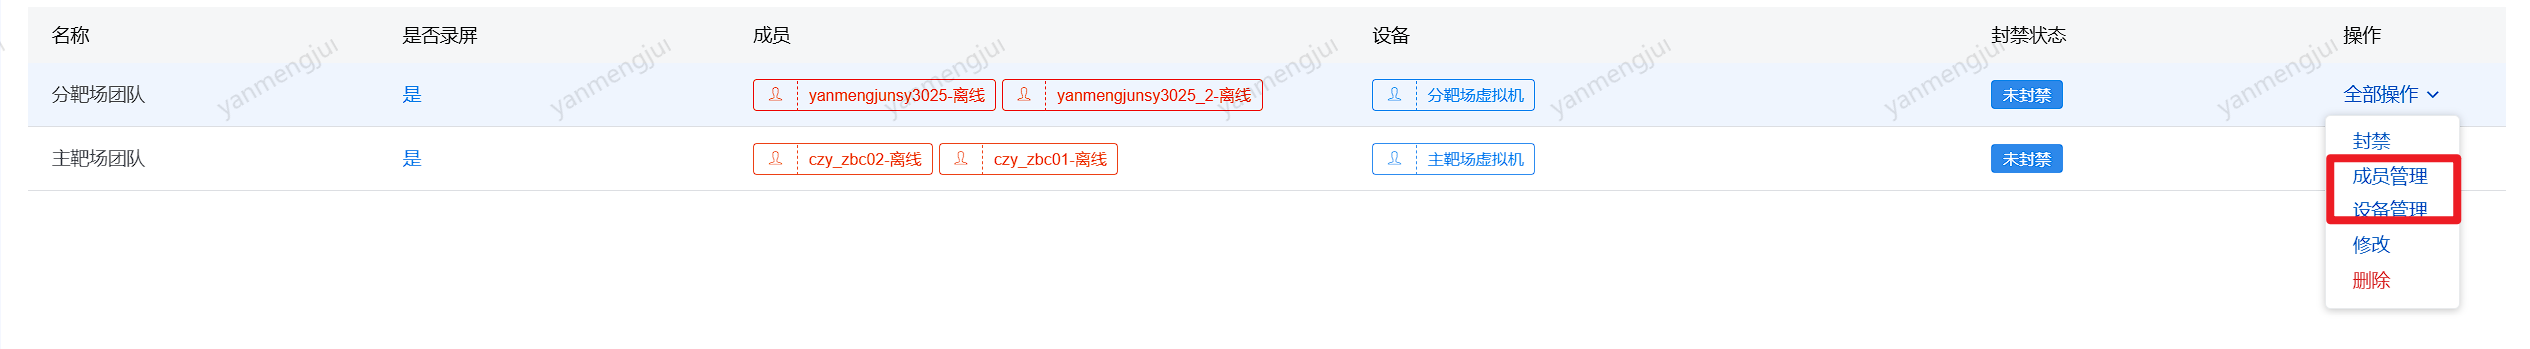 名称 是否录屏 成员 设备 封禁状态 操作
分靶场团队 是 yanmengjunsy3025-离线 yanmengjunsy3025_2-离线 分靶场虚拟机 未封禁 全部操作
主靶场团队 是 czy_zbc02-离线 czy_zbc01-离线 主靶场虚拟机 未封禁
封禁
成员管理
设备管理
修改
删除
yanmengjui yanmengjui yanmengjui yanmengjui yanmengjui yanmengjui yanmengjui